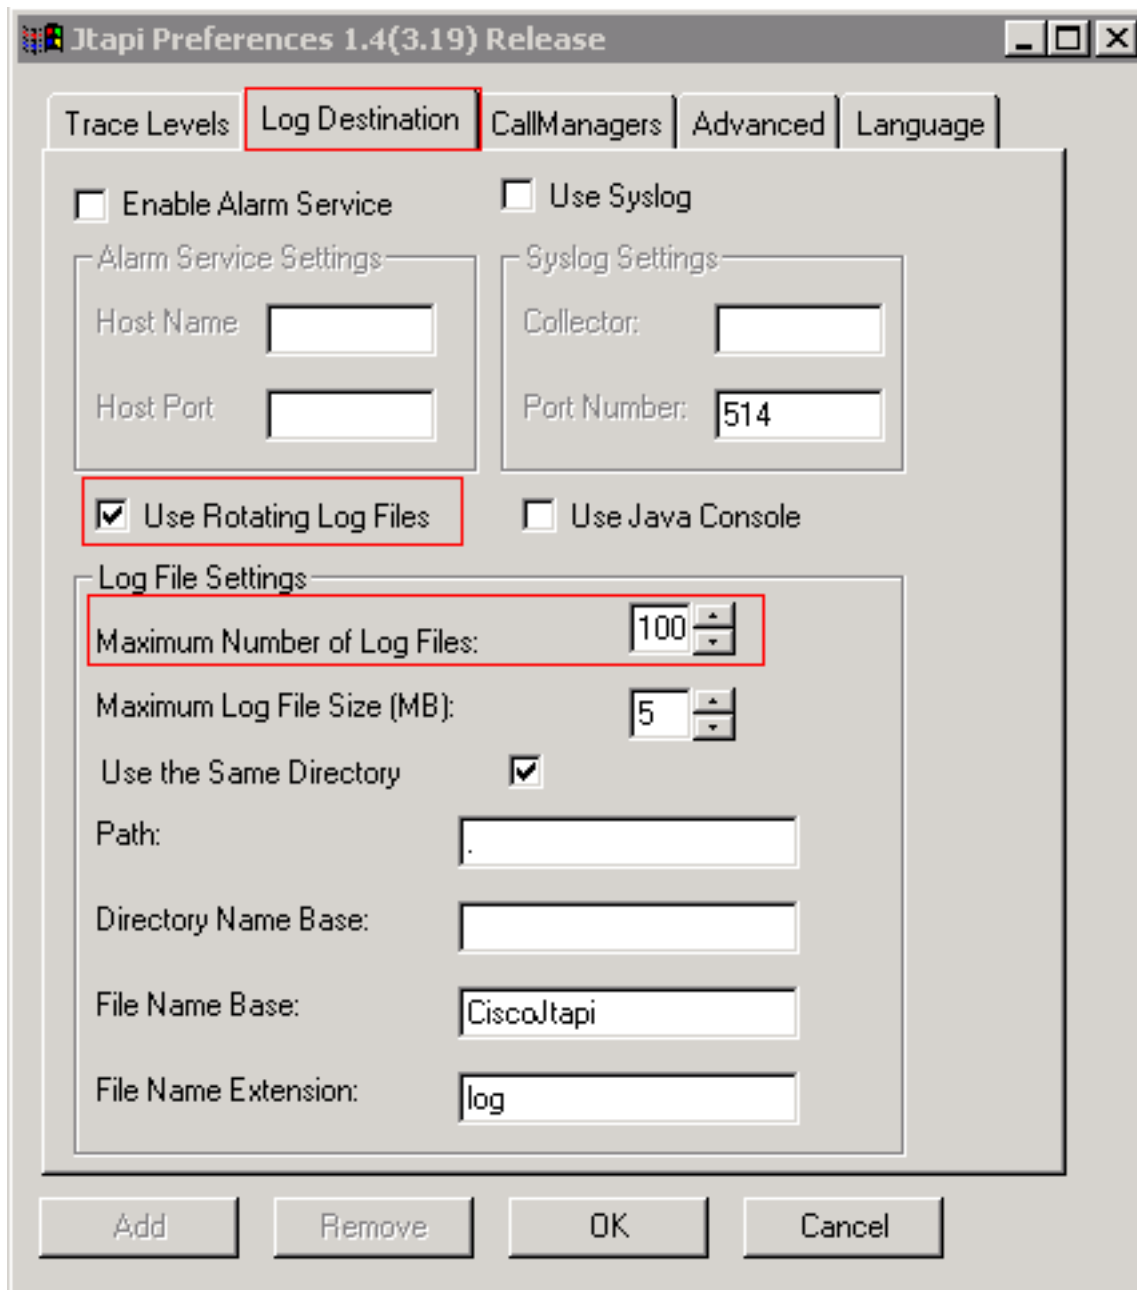 Jtapi Preferences 1.4(3.19) Release
Trace Levels Log Destination CallManagers Advanced Language
Enable Alarm Service Use Syslog
Alarm Service Settings Syslog Settings
Host Name Collector:
Host Port Port Number: 514
Use Rotating Log Files Use Java Console
Log File Settings
Maximum Number of Log Files: 100
Maximum Log File Size (MB): 5
Use the Same Directory
Path: .
Directory Name Base:
File Name Base: CiscoJtapi
File Name Extension: log
Add Remove OK Cancel